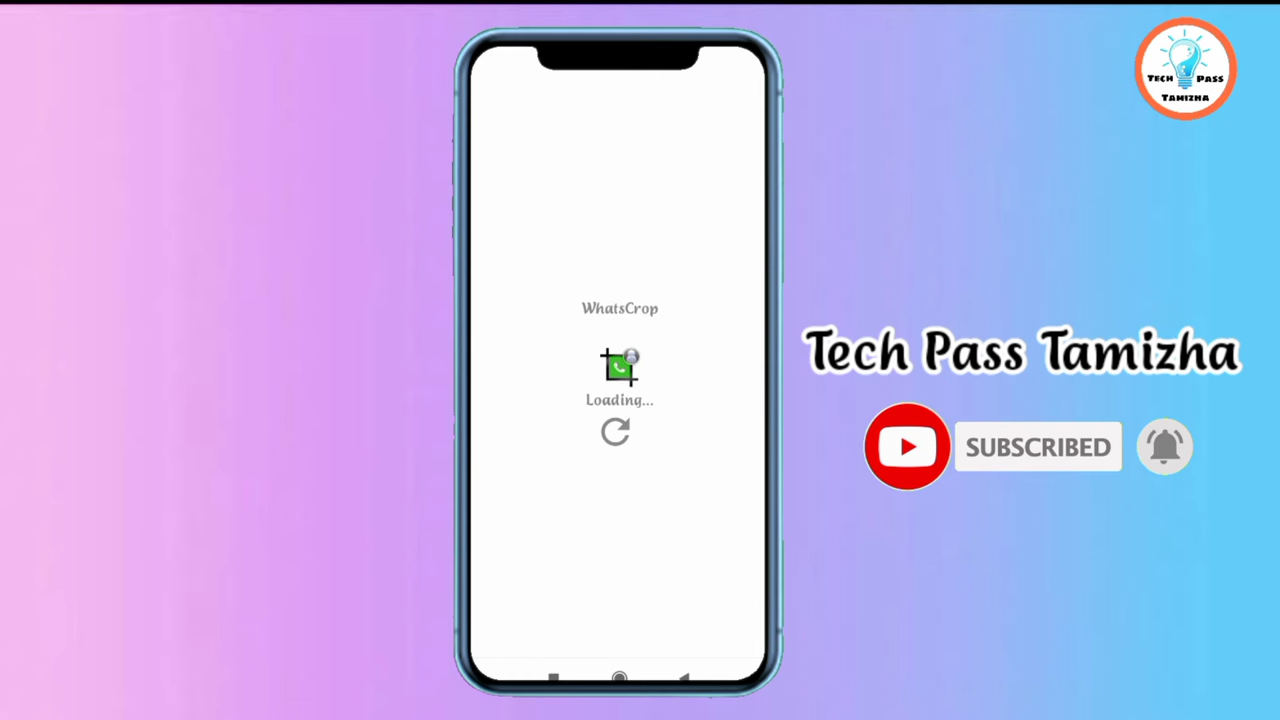 TECH PASS
TAMIZHA
WhatsCrop
Loading...
Tech Pass Tamizha
SUBSCRIBED